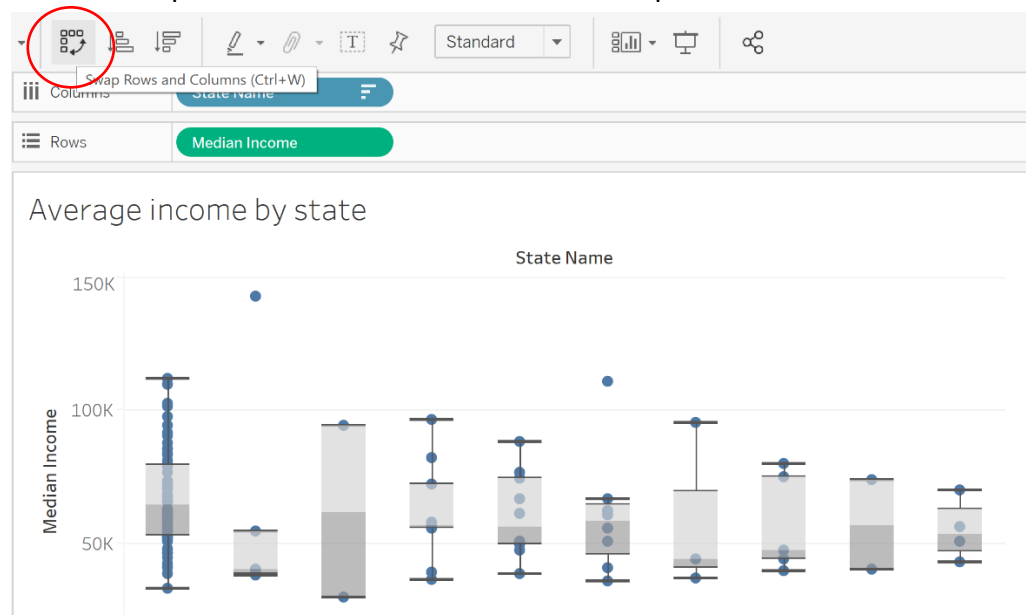 Standard
Swap Rows and Columns (Ctrl+W)
Columns
State Name
Rows
Median Income
Average income by state
State Name
150K
100K
50K
Median Income